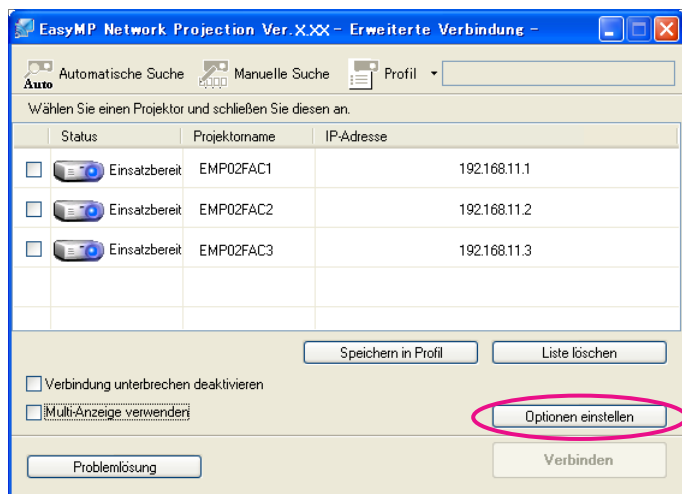 EasyMP Network Projection Ver.X.XX – Erweiterte Verbindung –
Auto Automatische Suche Manuelle Suche Profil
Wählen Sie einen Projektor und schließen Sie diesen an.
Status Projektorname IP-Adresse
Einsatzbereit EMP02FAC1 192.168.11.1
Einsatzbereit EMP02FAC2 192.168.11.2
Einsatzbereit EMP02FAC3 192.168.11.3
Speichern in Profil Liste löschen
Verbindung unterbrechen deaktivieren
Multi-Anzeige verwenden
Optionen einstellen
Problemlösung Verbinden